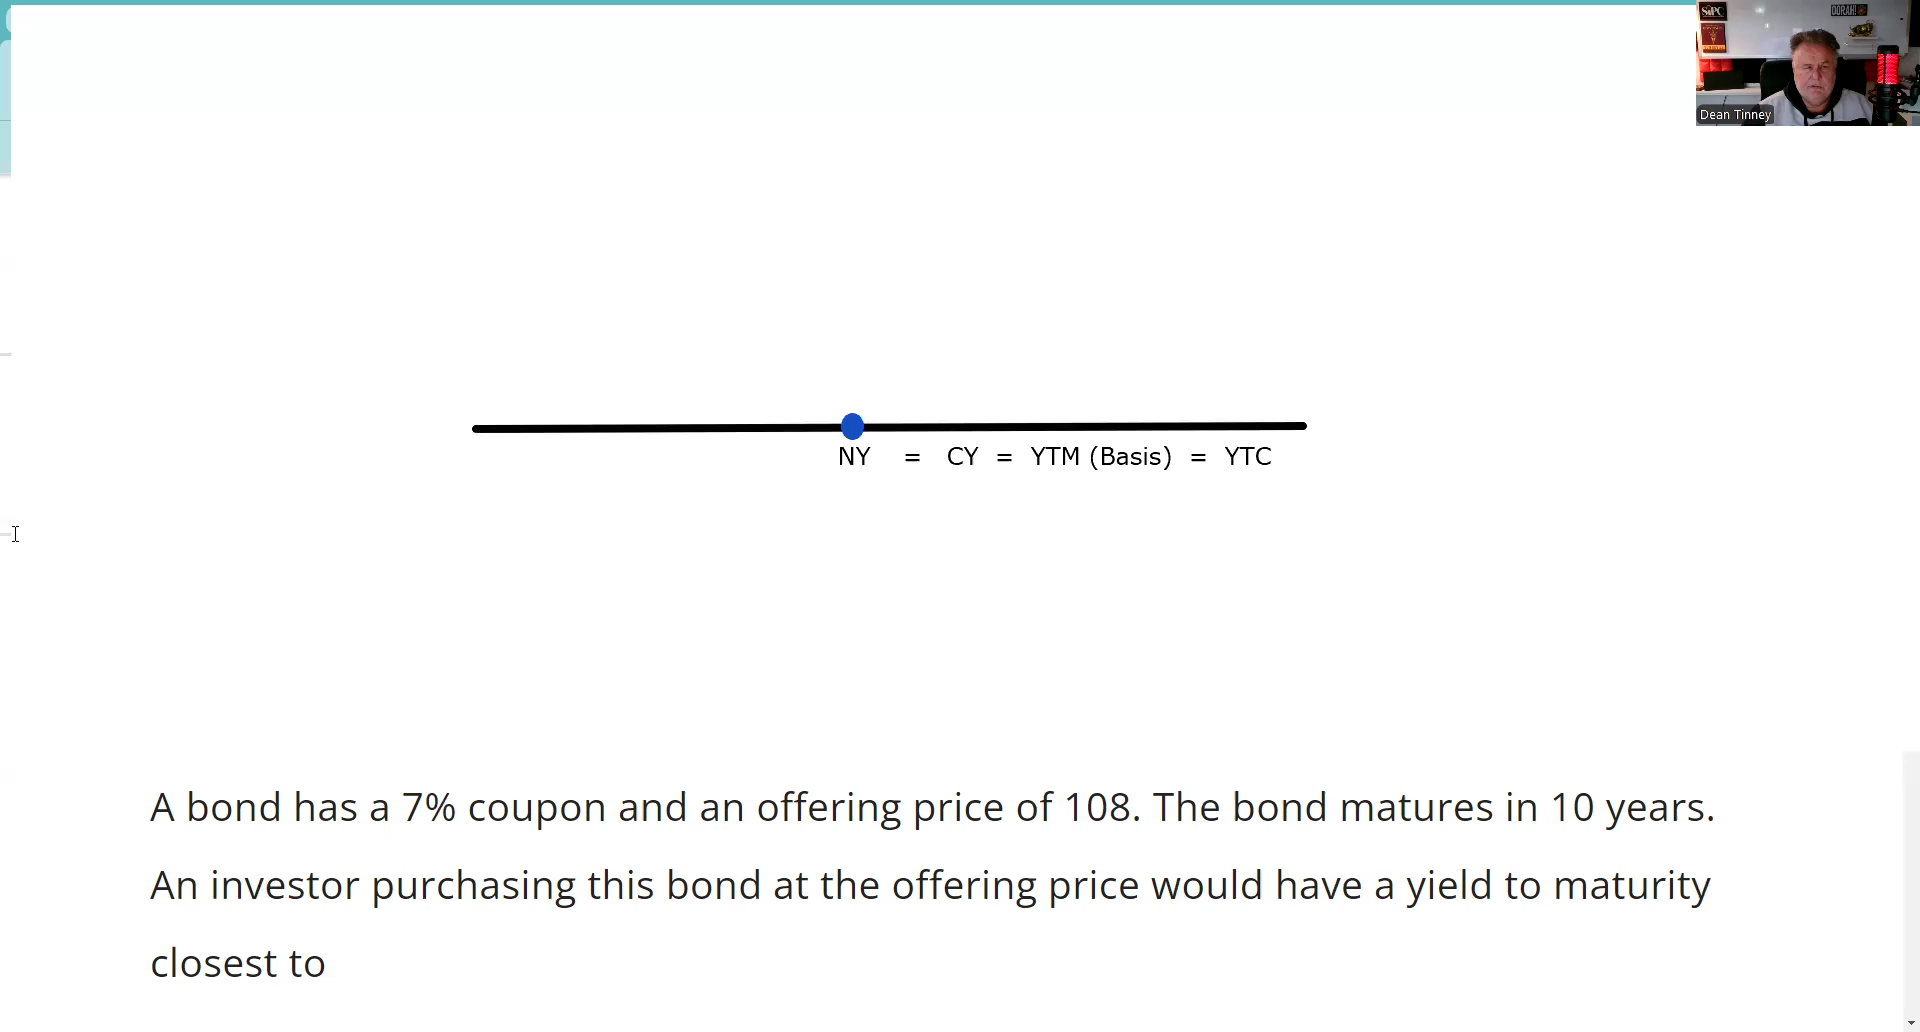 SIPC
OORAH!
Dean Tinney
NY = CY = YTM (Basis) = YTC
A bond has a 7% coupon and an offering price of 108. The bond matures in 10 years.
An investor purchasing this bond at the offering price would have a yield to maturity
closest to